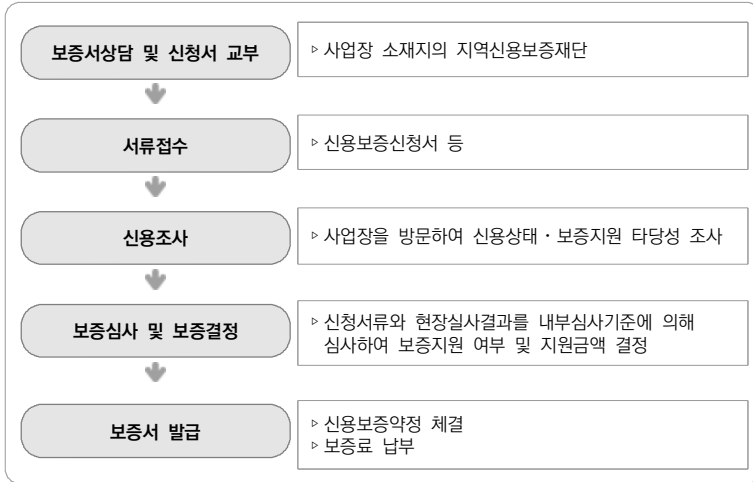 보증서상담 및 신청서 교부
▹사업장 소재지의 지역신용보증재단
서류접수
▹신용보증신청서 등
신용조사
▹사업장을 방문하여 신용상태・보증지원 타당성 조사
보증심사 및 보증결정
▹신청서류와 현장실사결과를 내부심사기준에 의해
심사하여 보증지원 여부 및 지원금액 결정
보증서 발급
▹신용보증약정 체결
▹보증료 납부